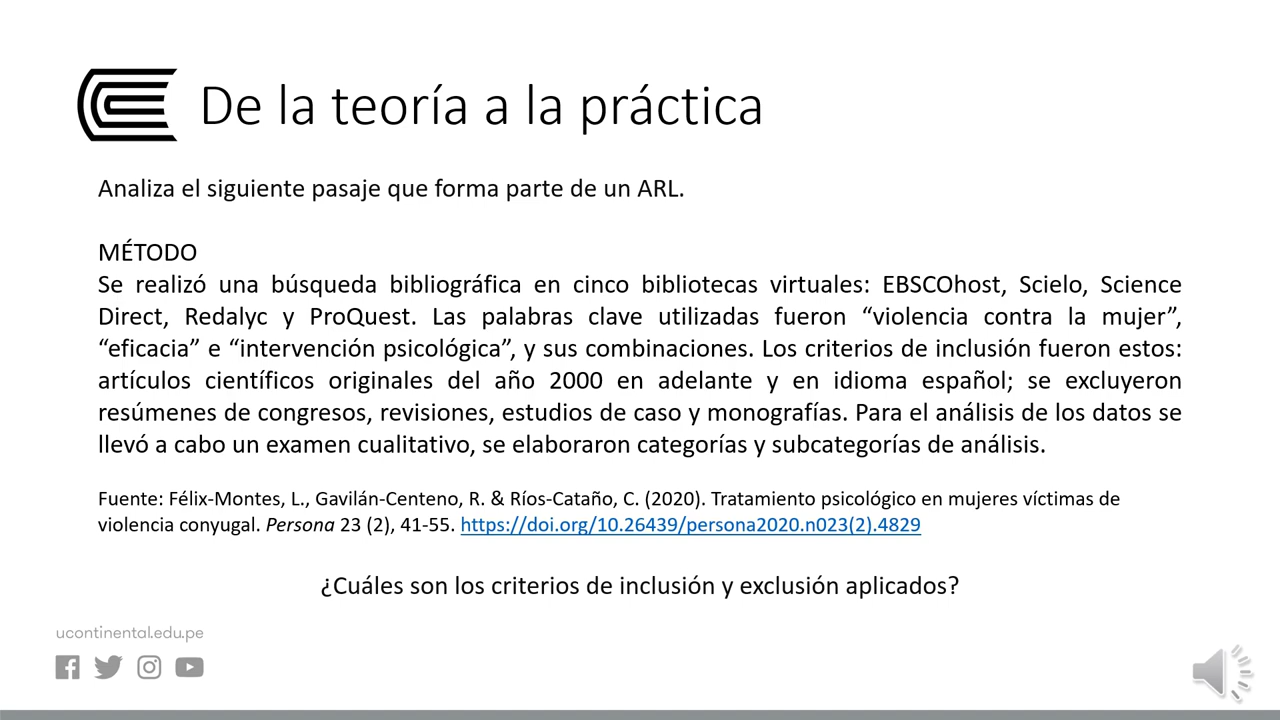 De la teoría a la práctica
Analiza el siguiente pasaje que forma parte de un ARL.
MÉTODO
Se realizó una búsqueda bibliográfica en cinco bibliotecas virtuales: EBSCOhost, Scielo, Science
Direct, Redalyc y ProQuest. Las palabras clave utilizadas fueron “violencia contra la mujer”,
“eficacia” e “intervención psicológica”, y sus combinaciones. Los criterios de inclusión fueron estos:
artículos científicos originales del año 2000 en adelante y en idioma español; se excluyeron
resúmenes de congresos, revisiones, estudios de caso y monografías. Para el análisis de los datos se
llevó a cabo un examen cualitativo, se elaboraron categorías y subcategorías de análisis.
Fuente: Félix-Montes, L., Gavilán-Centeno, R. & Ríos-Cataño, C. (2020). Tratamiento psicológico en mujeres víctimas de
violencia conyugal. Persona 23 (2), 41-55. https://doi.org/10.26439/persona2020.n023(2).4829
¿Cuáles son los criterios de inclusión y exclusión aplicados?
ucontinental.edu.pe